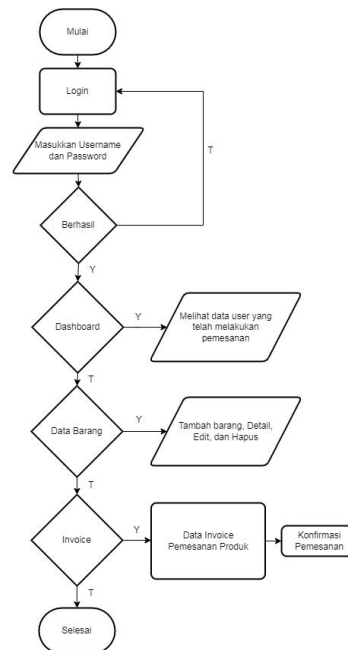 Mulai
Login
Masukkan Username
dan Password
T
Berhasil
Y
Dashboard
Y
Melihat data user yang
telah melakukan
pemesanan
T
Data Barang
Y
Tambah barang, Detail,
Edit, dan Hapus
T
Invoice
Y
Data Invoice
Pemesanan Produk
Konfirmasi
Pemesanan
T
Selesai